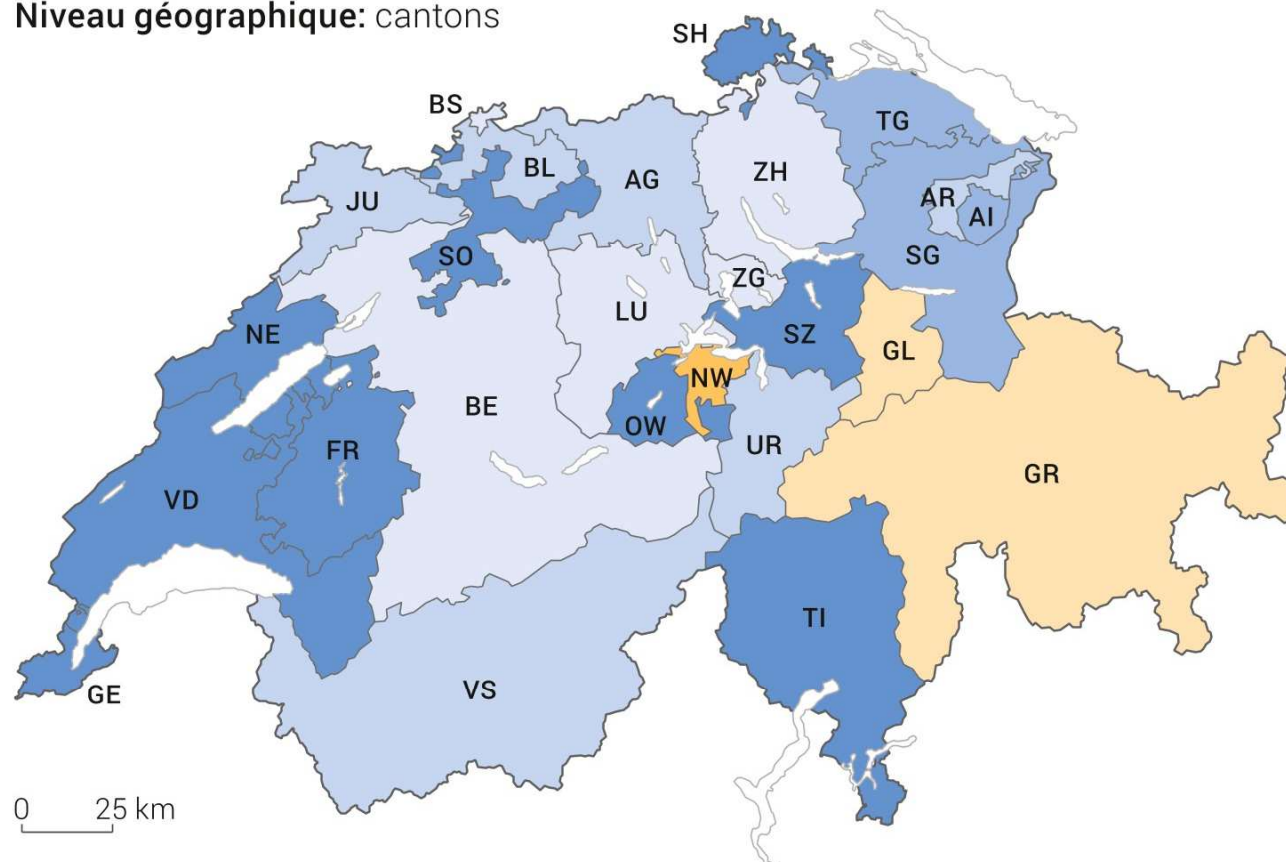 Niveau géographique: cantons
SH
BS
TG
BL
ZH
AG
JU
AR
AI
SO
SG
ZG
LU
NE
SZ
GL
NW
BE
OW
UR
FR
GR
VD
TI
VS
GE
0 25 km